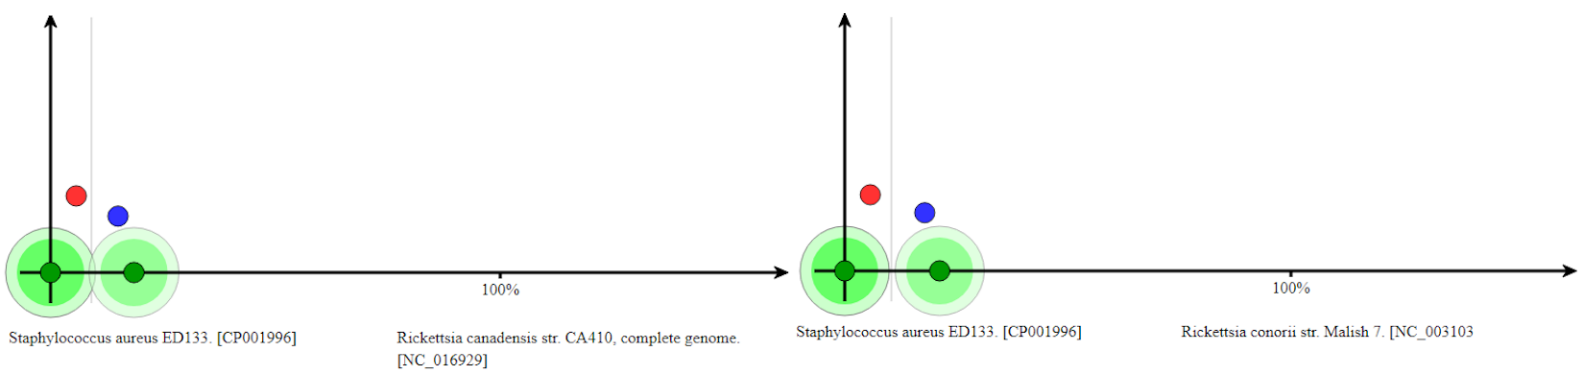 100%
Staphylococcus aureus ED133. [CP001996]
Rickettsia canadensis str. CA410, complete genome.
[NC_016929]
100%
Staphylococcus aureus ED133. [CP001996]
Rickettsia conorii str. Malish 7. [NC_003103